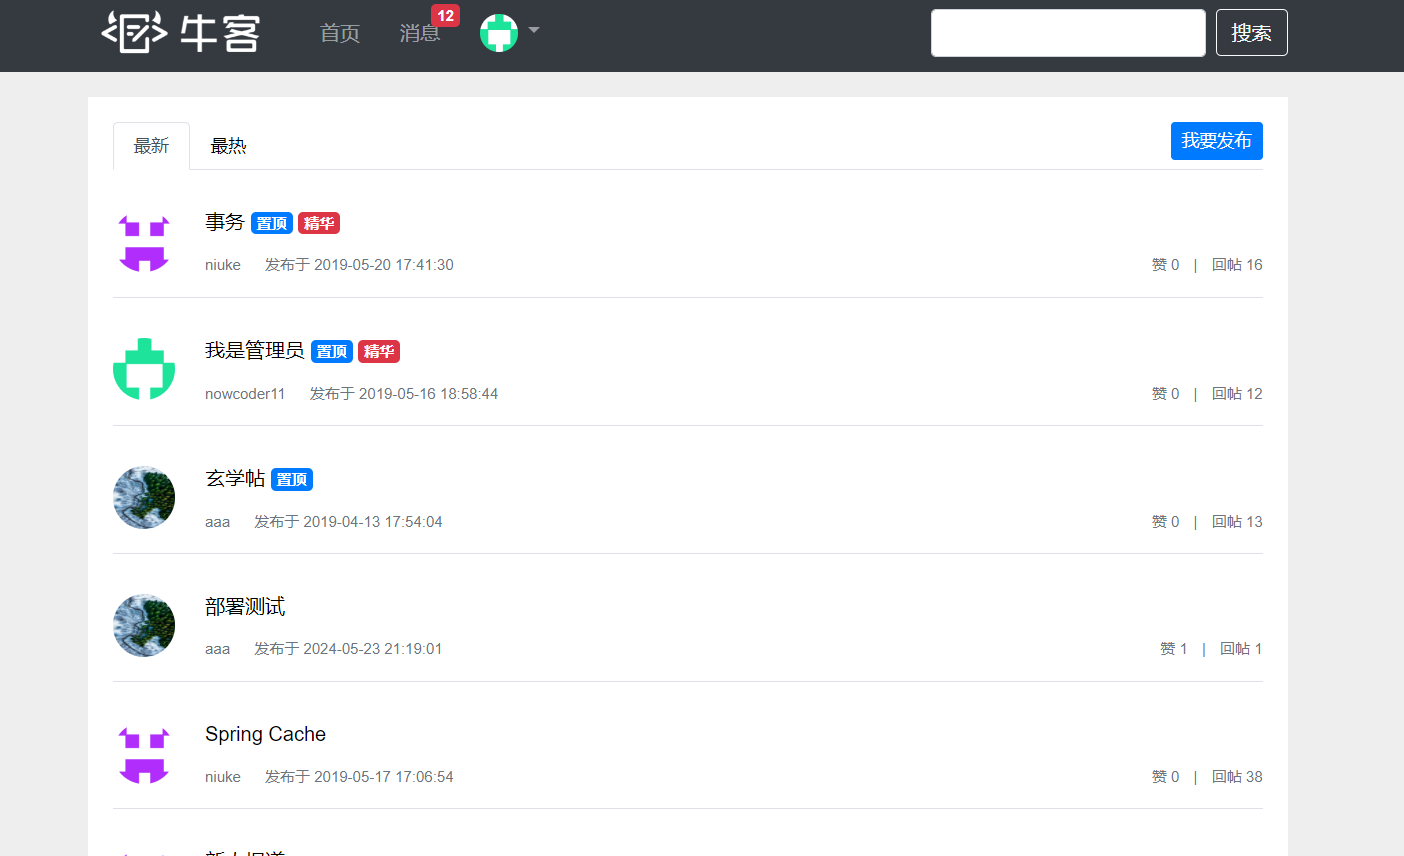 牛客 首页 消息 12 搜索
最新 最热 我要发布
事务 置顶 精华
niuke 发布于 2019-05-20 17:41:30 赞 0 | 回帖 16
我是管理员 置顶 精华
nowcoder11 发布于 2019-05-16 18:58:44 赞 0 | 回帖 12
玄学帖 置顶
aaa 发布于 2019-04-13 17:54:04 赞 0 | 回帖 13
部署测试
aaa 发布于 2024-05-23 21:19:01 赞 1 | 回帖 1
Spring Cache
niuke 发布于 2019-05-17 17:06:54 赞 0 | 回帖 38